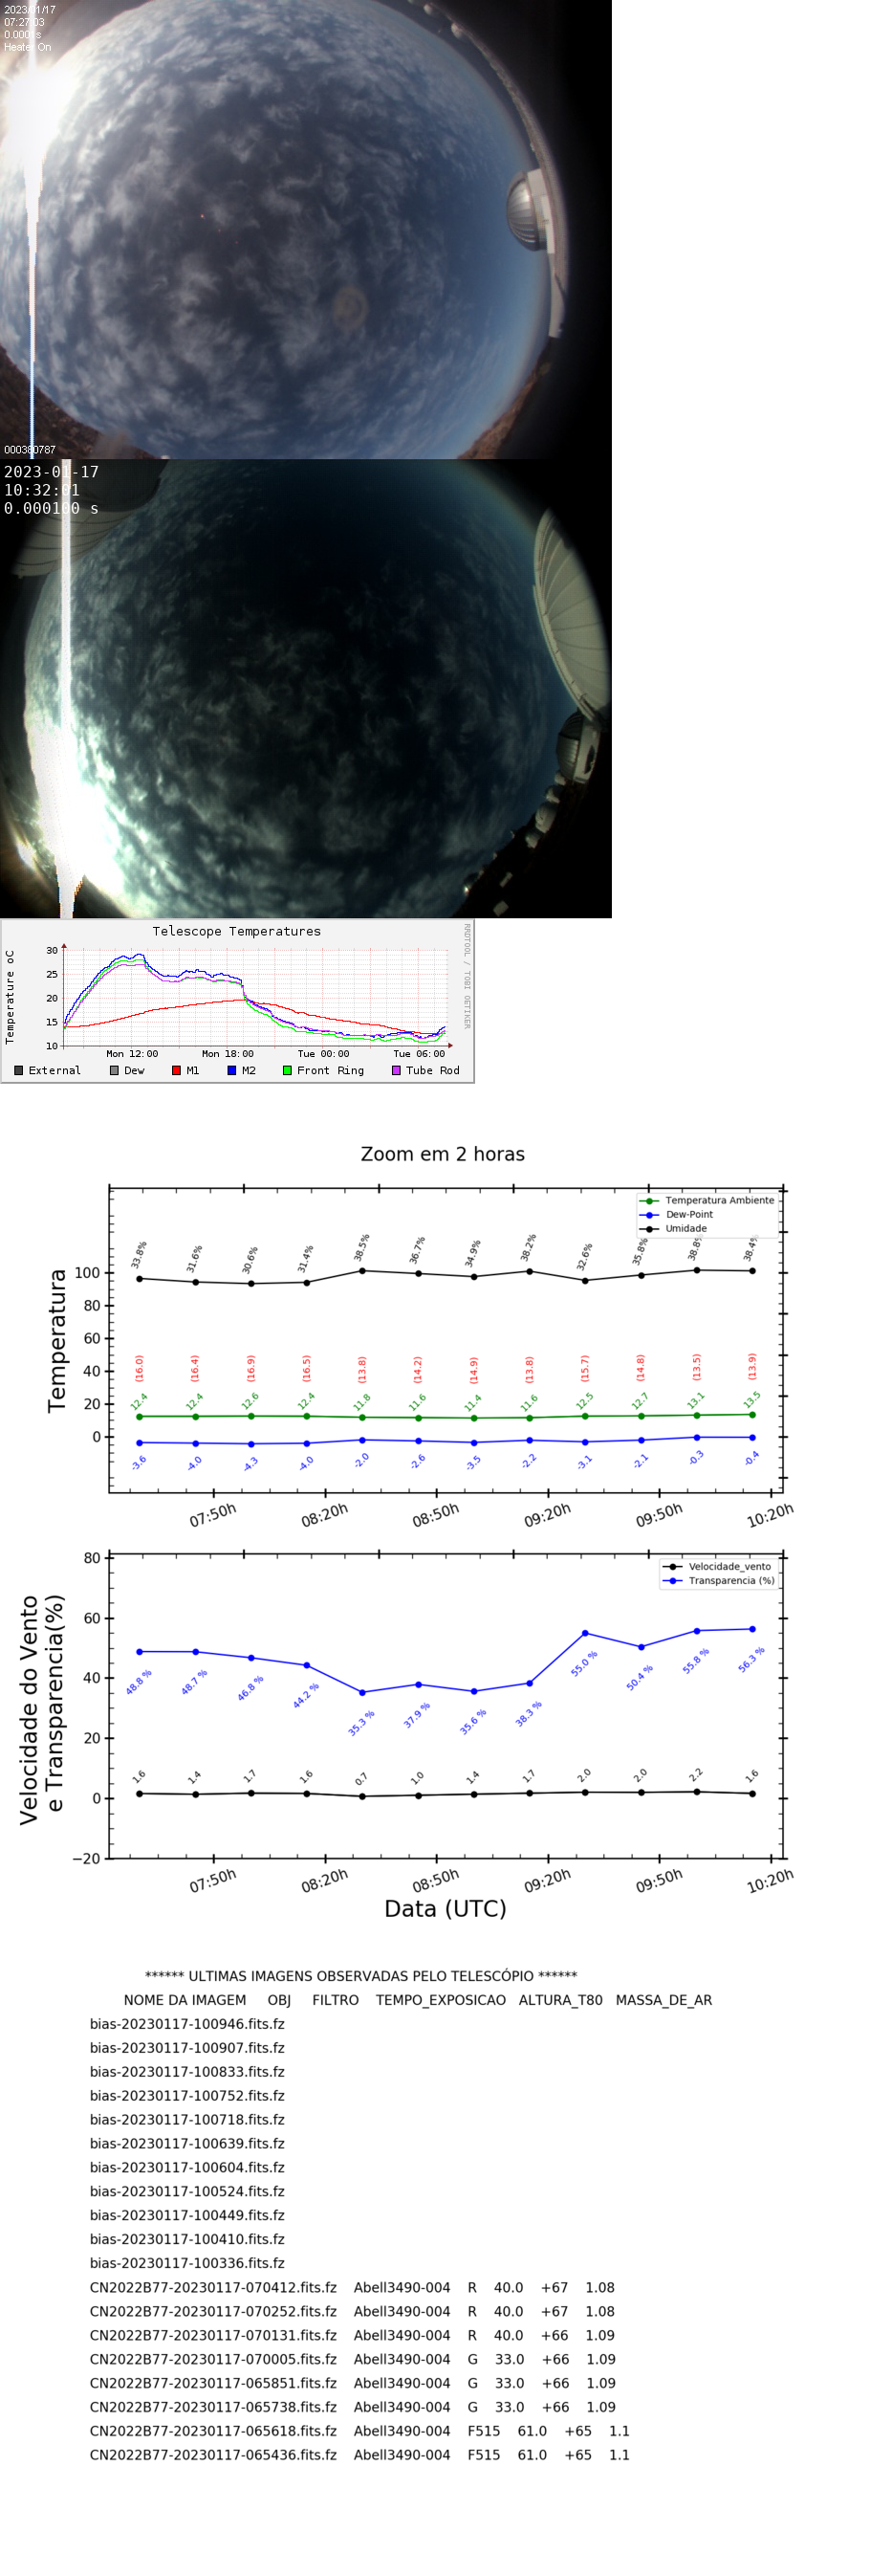 2023/01/17
07:27:03
0.000 s
Heater On
000380787
2023-01-17
10:32:01
0.000100 s
Telescope Temperatures
Temperature oC
30
25
20
15
10
Mon 12:00 Mon 18:00 Tue 00:00 Tue 06:00
External Dew M1 M2 Front Ring Tube Rod
RRDTOOL / TOBI OETIKER
Zoom em 2 horas
Temperatura Ambiente
Dew-Point
Umidade
Temperatura
100
80
60
40
20
0
33.8% 31.6% 30.6% 31.4% 38.5% 36.7% 34.9% 38.2% 32.6% 35.8% 38.8% 38.4%
(16.0) (16.4) (16.9) (16.5) (13.8) (14.2) (14.9) (13.8) (15.7) (14.8) (13.5) (13.9)
12.4 12.4 12.6 12.4 11.8 11.6 11.4 11.6 12.5 12.7 13.1 13.5
-3.6 -4.0 -4.3 -4.0 -2.0 -2.6 -3.5 -2.2 -3.1 -2.1 -0.3 -0.4
07:50h 08:20h 08:50h 09:20h 09:50h 10:20h
Velocidade_vento
Transparencia (%)
Velocidade do Vento
e Transparencia(%)
80
60
40
20
0
−20
48.8 % 48.7 % 46.8 % 44.2 % 35.3 % 37.9 % 35.6 % 38.3 % 55.0 % 50.4 % 55.8 % 56.3 %
1.6 1.4 1.7 1.6 0.7 1.0 1.4 1.7 2.0 2.0 2.2 1.6
07:50h 08:20h 08:50h 09:20h 09:50h 10:20h
Data (UTC)
****** ULTIMAS IMAGENS OBSERVADAS PELO TELESCÓPIO ******
NOME DA IMAGEM OBJ FILTRO TEMPO_EXPOSICAO ALTURA_T80 MASSA_DE_AR
bias-20230117-100946.fits.fz
bias-20230117-100907.fits.fz
bias-20230117-100833.fits.fz
bias-20230117-100752.fits.fz
bias-20230117-100718.fits.fz
bias-20230117-100639.fits.fz
bias-20230117-100604.fits.fz
bias-20230117-100524.fits.fz
bias-20230117-100449.fits.fz
bias-20230117-100410.fits.fz
bias-20230117-100336.fits.fz
CN2022B77-20230117-070412.fits.fz Abell3490-004 R 40.0 +67 1.08
CN2022B77-20230117-070252.fits.fz Abell3490-004 R 40.0 +67 1.08
CN2022B77-20230117-070131.fits.fz Abell3490-004 R 40.0 +66 1.09
CN2022B77-20230117-070005.fits.fz Abell3490-004 G 33.0 +66 1.09
CN2022B77-20230117-065851.fits.fz Abell3490-004 G 33.0 +66 1.09
CN2022B77-20230117-065738.fits.fz Abell3490-004 G 33.0 +66 1.09
CN2022B77-20230117-065618.fits.fz Abell3490-004 F515 61.0 +65 1.1
CN2022B77-20230117-065436.fits.fz Abell3490-004 F515 61.0 +65 1.1